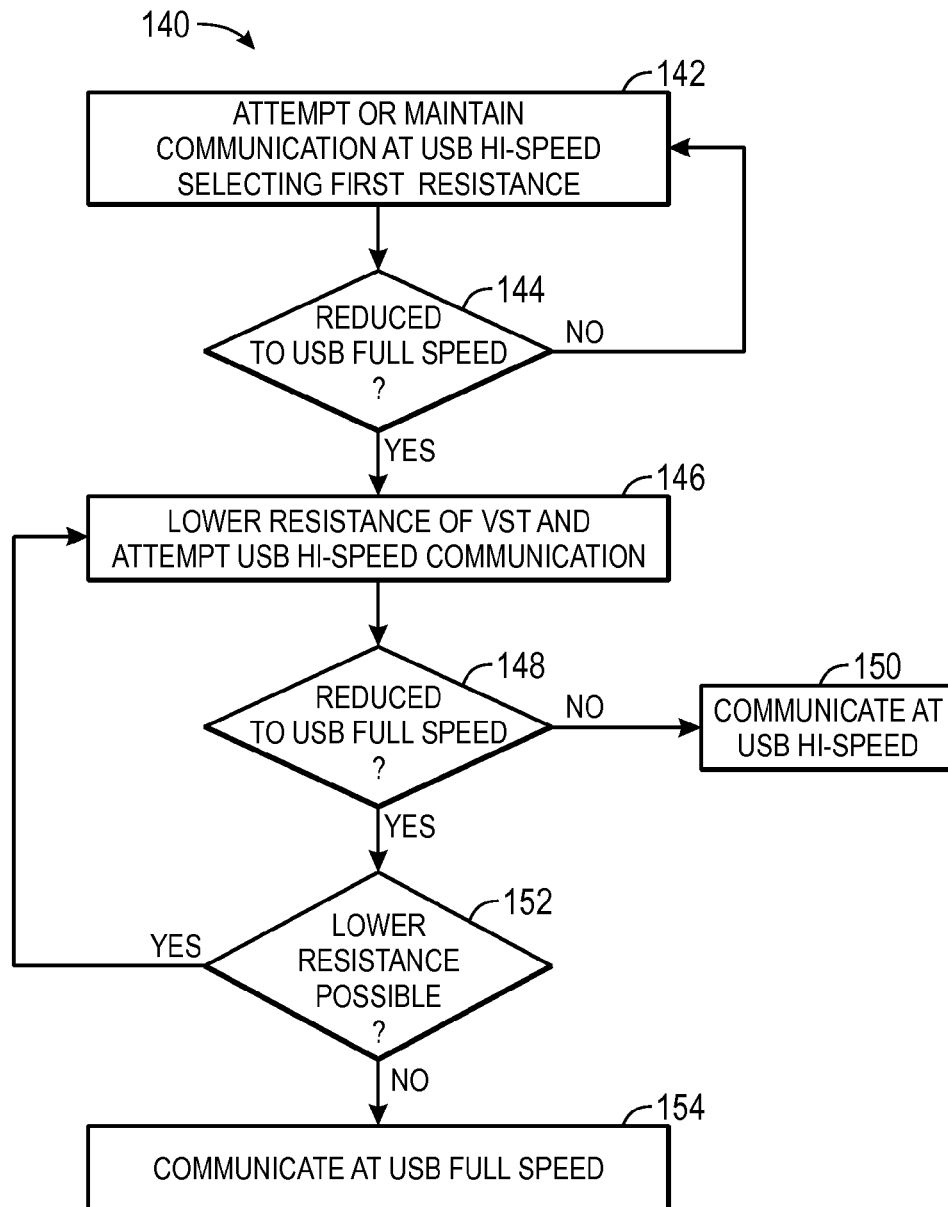 140
142
ATTEMPT OR MAINTAIN
COMMUNICATION AT USB HI-SPEED
SELECTING FIRST RESISTANCE
144
REDUCED
TO USB FULL SPEED
?
NO
YES
146
LOWER RESISTANCE OF VST AND
ATTEMPT USB HI-SPEED COMMUNICATION
148
REDUCED
TO USB FULL SPEED
?
NO
150
COMMUNICATE AT
USB HI-SPEED
YES
152
LOWER
RESISTANCE
POSSIBLE
?
YES
NO
154
COMMUNICATE AT USB FULL SPEED